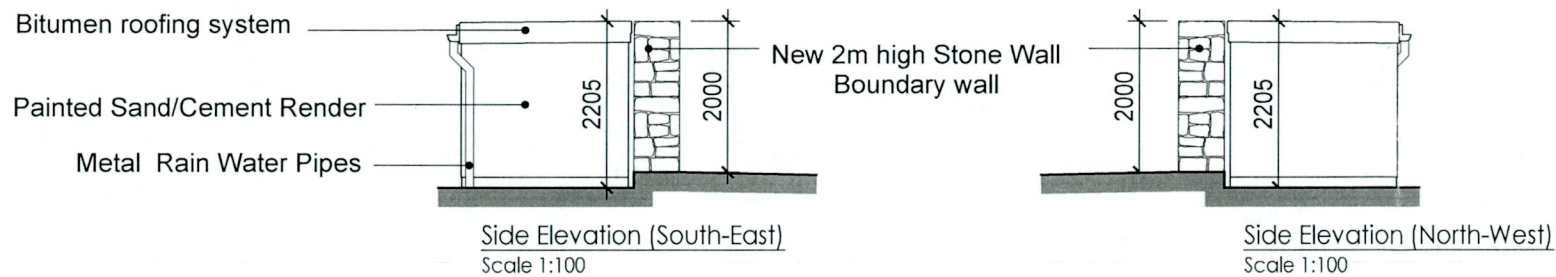 Bitumen roofing system
Painted Sand/Cement Render
Metal Rain Water Pipes
2205
2000
New 2m high Stone Wall
Boundary wall
2000
2205
Side Elevation (South-East)
Scale 1:100
Side Elevation (North-West)
Scale 1:100